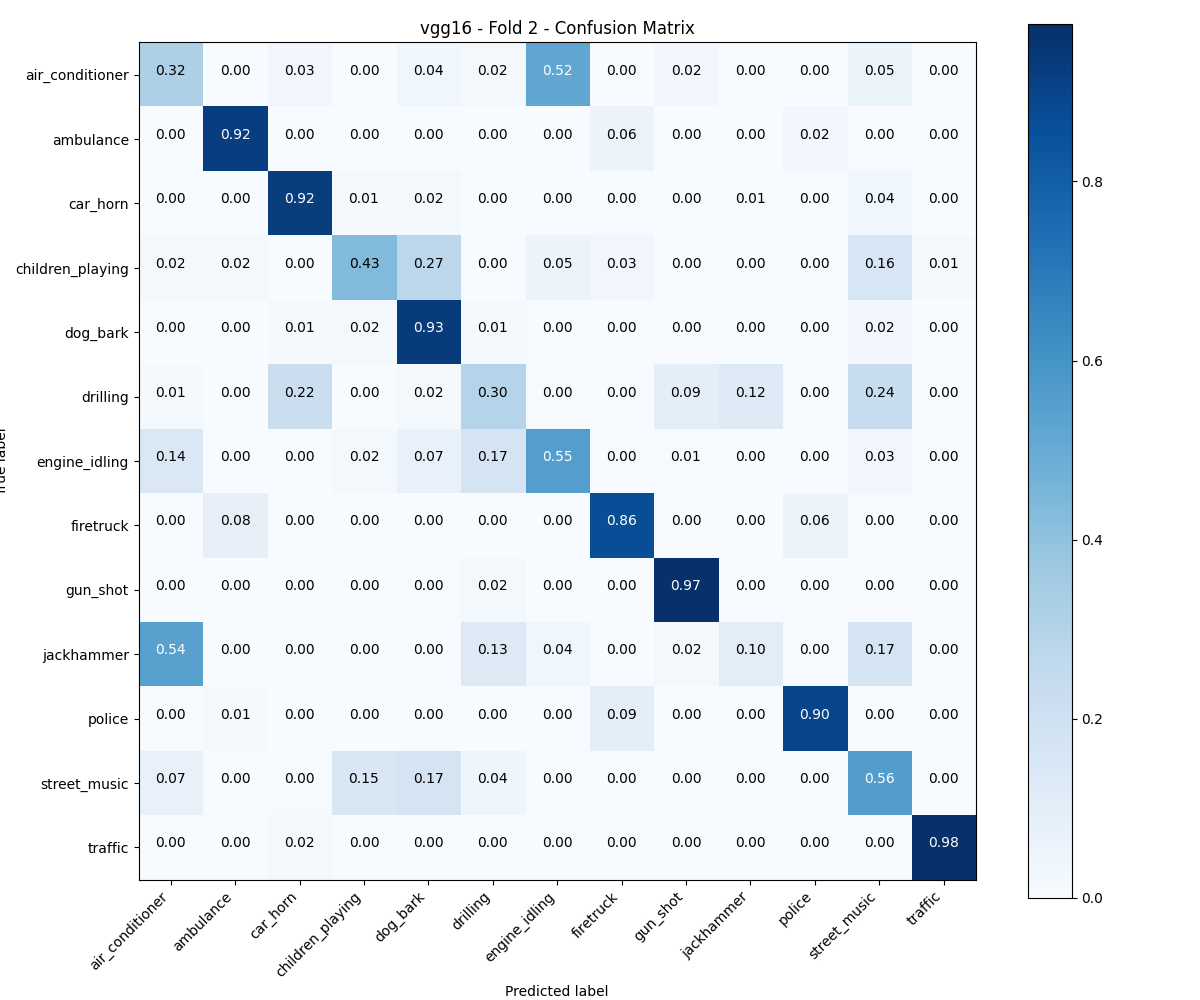 vgg16 - Fold 2 - Confusion Matrix
air_conditioner 0.32 0.00 0.03 0.00 0.04 0.02 0.52 0.00 0.02 0.00 0.00 0.05 0.00
ambulance 0.00 0.92 0.00 0.00 0.00 0.00 0.00 0.06 0.00 0.00 0.02 0.00 0.00
car_horn 0.00 0.00 0.92 0.01 0.02 0.00 0.00 0.00 0.00 0.01 0.00 0.04 0.00
children_playing 0.02 0.02 0.00 0.43 0.27 0.00 0.05 0.03 0.00 0.00 0.00 0.16 0.01
dog_bark 0.00 0.00 0.01 0.02 0.93 0.01 0.00 0.00 0.00 0.00 0.00 0.02 0.00
drilling 0.01 0.00 0.22 0.00 0.02 0.30 0.00 0.00 0.09 0.12 0.00 0.24 0.00
engine_idling 0.14 0.00 0.00 0.02 0.07 0.17 0.55 0.00 0.01 0.00 0.00 0.03 0.00
firetruck 0.00 0.08 0.00 0.00 0.00 0.00 0.00 0.86 0.00 0.00 0.06 0.00 0.00
gun_shot 0.00 0.00 0.00 0.00 0.00 0.02 0.00 0.00 0.97 0.00 0.00 0.00 0.00
jackhammer 0.54 0.00 0.00 0.00 0.00 0.13 0.04 0.00 0.02 0.10 0.00 0.17 0.00
police 0.00 0.01 0.00 0.00 0.00 0.00 0.00 0.09 0.00 0.00 0.90 0.00 0.00
street_music 0.07 0.00 0.00 0.15 0.17 0.04 0.00 0.00 0.00 0.00 0.00 0.56 0.00
traffic 0.00 0.00 0.02 0.00 0.00 0.00 0.00 0.00 0.00 0.00 0.00 0.00 0.98
air_conditioner ambulance car_horn children_playing dog_bark drilling engine_idling firetruck gun_shot jackhammer police street_music traffic
Predicted label
0.8
0.6
0.4
0.2
0.0